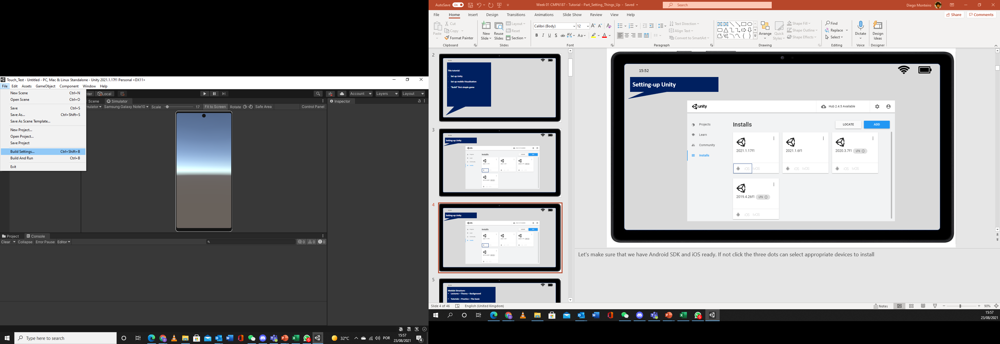 Touch_Test - Untitled - PC, Mac & Linux Standalone - Unity 2021.1.17f1 Personal <DX11>
File Edit Assets GameObject Component Window Help
New Scene Ctrl+N
Open Scene Ctrl+O
Save Ctrl+S
Save As... Ctrl+Shift+S
Save As Scene Template...
New Project...
Open Project...
Save Project
Build Settings... Ctrl+Shift+B
Build And Run Ctrl+B
Exit
Local
Account Layers Layout
Scene Simulator
Samsung Galaxy Note10 Scale 17 Fit to Screen Rotate Safe Area Control Panel
Inspector
Project Console
Clear Collapse Error Pause Editor
0 0 0
Type here to search
6
32°C POR
15:57
23/08/2021
4
AutoSave On
Week 01 CMP6187 - Tutorial - Part_Setting_Things_Up - Saved
Search
Diego Monteiro
File Home Insert Design Transitions Animations Slide Show Review View Help
Share Comments
Paste
Cut
Copy
Format Painter
Clipboard
New Slide
Reuse Slides
Layout
Reset
Section
Slides
Calibri (Body) 12
B I U S ab AV Aa A
Font
Text Direction
Align Text
Convert to SmartArt
Paragraph
Arrange
Quick Styles
Shape Fill
Shape Outline
Shape Effects
Drawing
Find
Replace
Select
Editing
Dictate
Voice
Design Ideas
Designer
2
This tutorial:
Set up Unity
Set up mobile Visualization
"Build" first simple game
3
Setting-up Unity
Installs
4
Setting-up Unity
Installs
5
Module Structure:
• Lectures – Theory – Background
• Tutorials – Practice – The basic
15:52
Setting-up Unity
unity
Hub 2.4.5 Available
Projects
Learn
Community
Installs
Installs
LOCATE ADD
2021.1.17f1
iOS tvOS
2021.1.6f1
iOS tvOS
2020.3.7f1 LTS
iOS tvOS
2019.4.26f1 LTS
iOS tvOS
Let's make sure that we have Android SDK and iOS ready. If not click the three dots can select appropriate devices to install
Slide 4 of 46 English (United Kingdom)
Notes 90%
6
15:57
23/08/2021